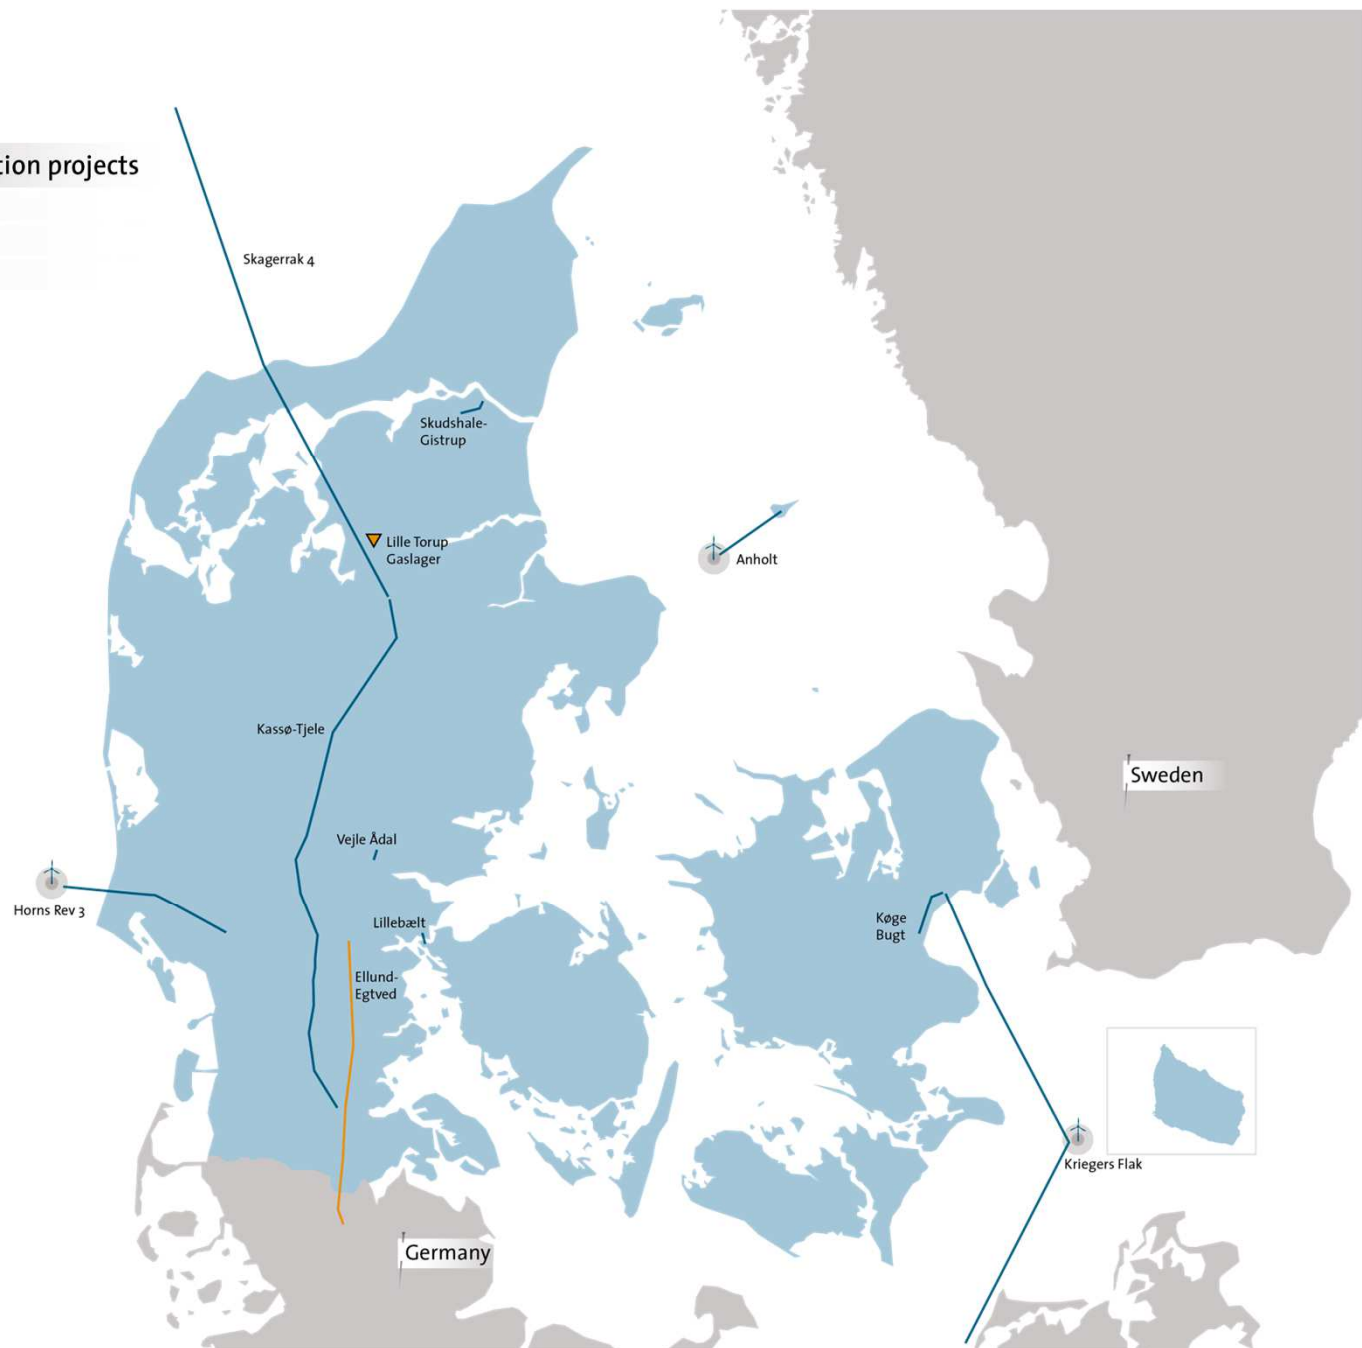 tion projects
Skagerrak 4
Skudshale-
Gistrup
Lille Torup
Gaslager
Anholt
Kassø-Tjele
Sweden
Vejle Ådal
Horns Rev 3
Lillebælt
Køge
Bugt
Ellund-
Egtved
Kriegers Flak
Germany